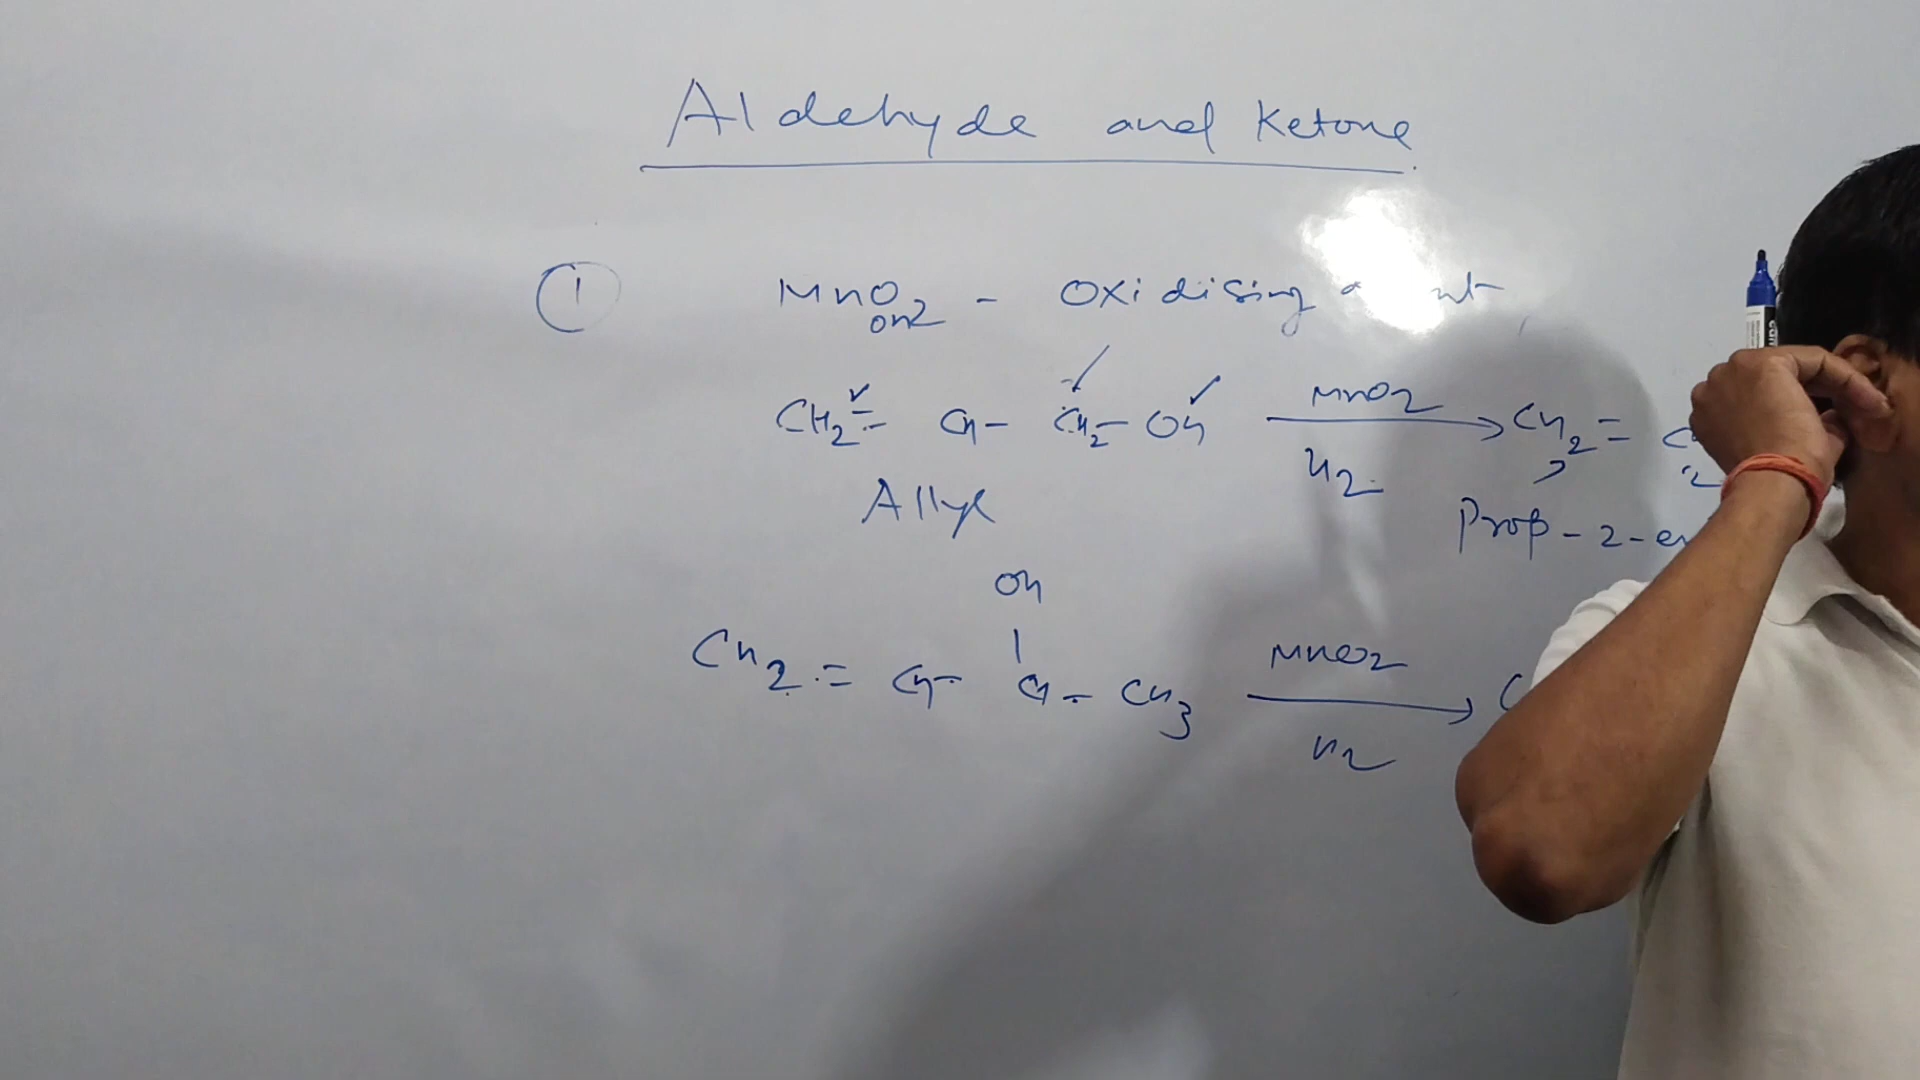 Aldehyde and Ketone
1 MnO2 - Oxidising
CH2 = CH - CH2 - OH MnO2 CH2 =
Allyl
Prop - 2 - en
OH
CH2 = CH - CH - CH3 MnO2 C